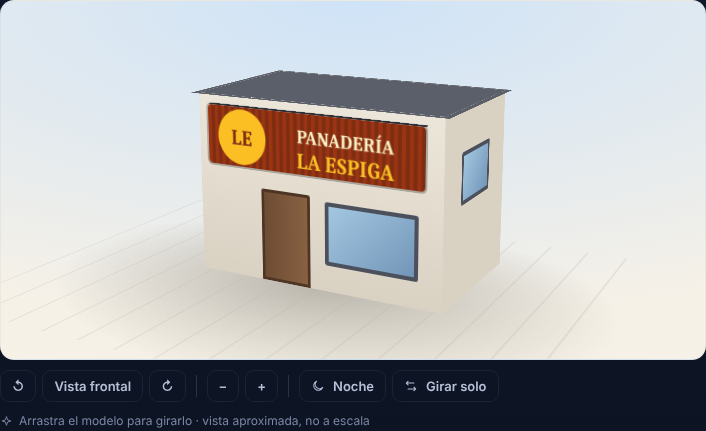 LE
PANADERÍA
LA ESPIGA
Vista frontal
−
+
Noche
Girar solo
Arrastra el modelo para girarlo · vista aproximada, no a escala